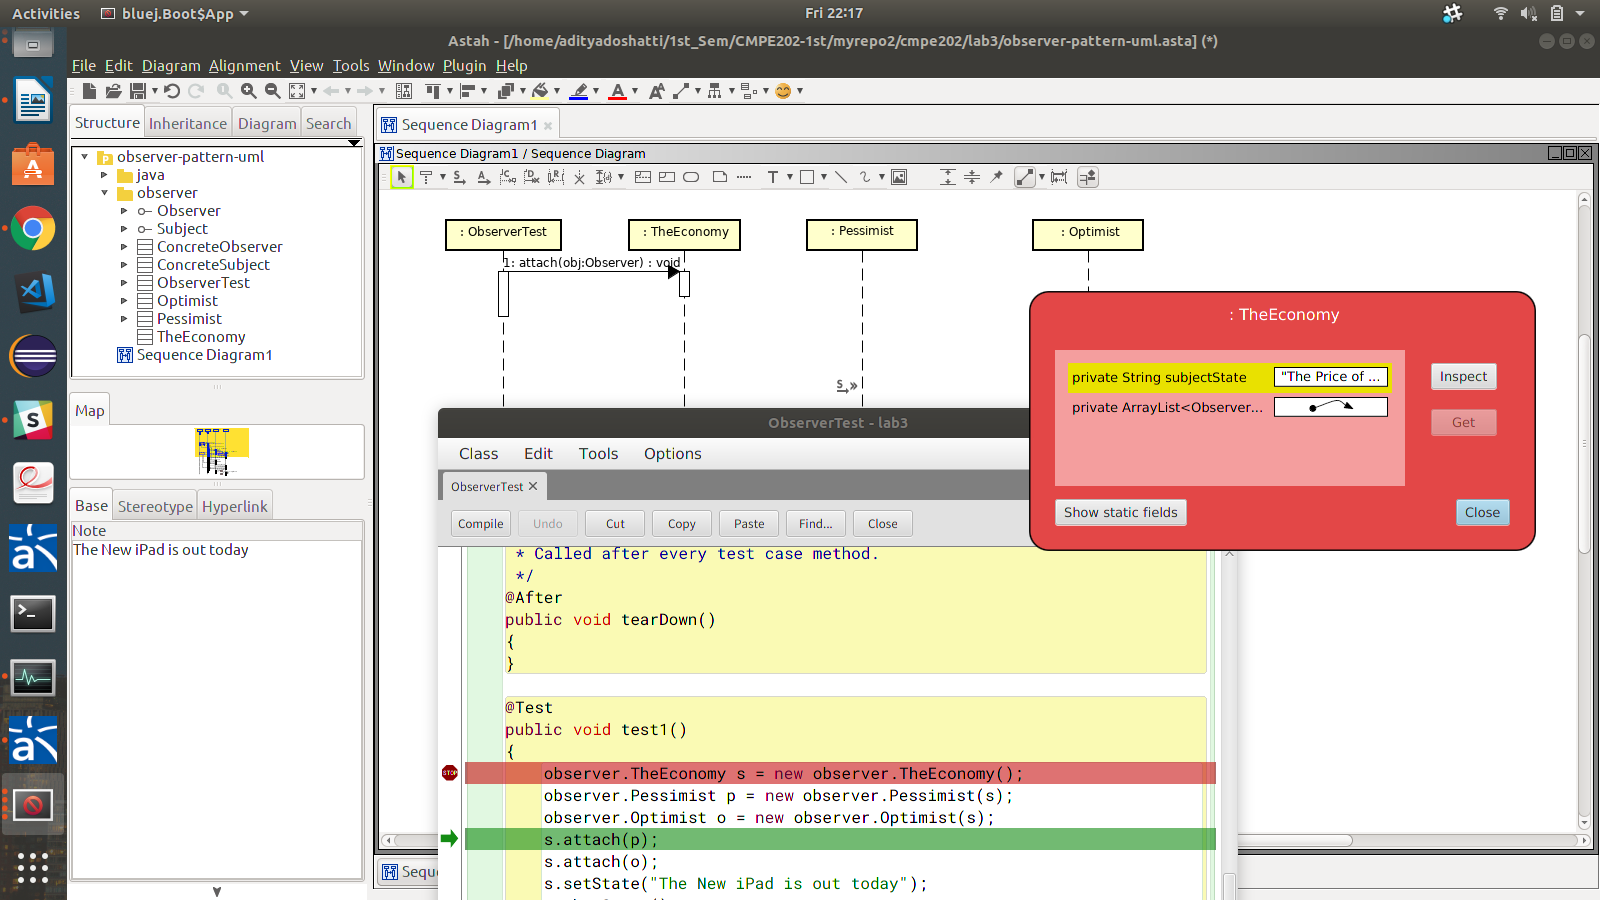 Activities
bluej.Boot$App
Fri 22:17
Astah - [/home/adityadoshatti/1st_Sem/CMPE202-1st/myrepo2/cmpe202/lab3/observer-pattern-uml.asta] (*)
File Edit Diagram Alignment View Tools Window Plugin Help
Structure Inheritance Diagram Search
observer-pattern-uml
java
observer
Observer
Subject
ConcreteObserver
ConcreteSubject
ObserverTest
Optimist
Pessimist
TheEconomy
Sequence Diagram1
Map
Base Stereotype Hyperlink
Note
The New iPad is out today
Sequence Diagram1
Sequence Diagram1 / Sequence Diagram
: ObserverTest
: TheEconomy
: Pessimist
: Optimist
1: attach(obj:Observer) : void
: TheEconomy
private String subjectState "The Price of ...
private ArrayList<Observer...
Inspect
Get
Show static fields
Close
ObserverTest - lab3
Class Edit Tools Options
ObserverTest
Compile Undo Cut Copy Paste Find... Close
* Called after every test case method.
*/
@After
public void tearDown()
{
}
@Test
public void test1()
{
STOP
observer.TheEconomy s = new observer.TheEconomy();
observer.Pessimist p = new observer.Pessimist(s);
observer.Optimist o = new observer.Optimist(s);
s.attach(p);
s.attach(o);
s.setState("The New iPad is out today");
Sequ